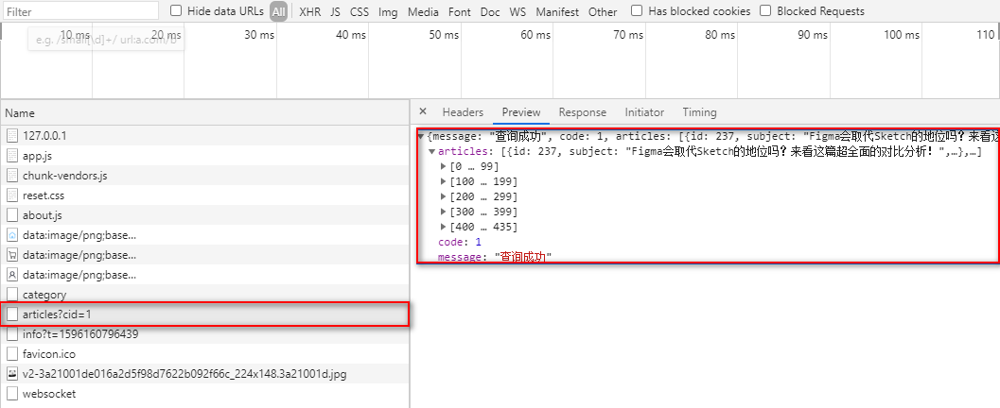 Filter
Hide data URLs All XHR JS CSS Img Media Font Doc WS Manifest Other Has blocked cookies Blocked Requests
e.g. /small[\d]+/ url:a.com/b
10 ms 20 ms 30 ms 40 ms 50 ms 60 ms 70 ms 80 ms 90 ms 100 ms 110
Name
127.0.0.1
app.js
chunk-vendors.js
reset.css
about.js
data:image/png;base…
data:image/png;base…
data:image/png;base…
category
articles?cid=1
info?t=1596160796439
favicon.ico
v2-3a21001de016a2d5f98d7622b092f66c_224x148.3a21001d.jpg
websocket
× Headers Preview Response Initiator Timing
{message: "查询成功", code: 1, articles: [{id: 237, subject: "Figma会取代Sketch的地位吗？来看这
articles: [{id: 237, subject: "Figma会取代Sketch的地位吗？来看这篇超全面的对比分析！",…},…]
[0 … 99]
[100 … 199]
[200 … 299]
[300 … 399]
[400 … 435]
code: 1
message: "查询成功"